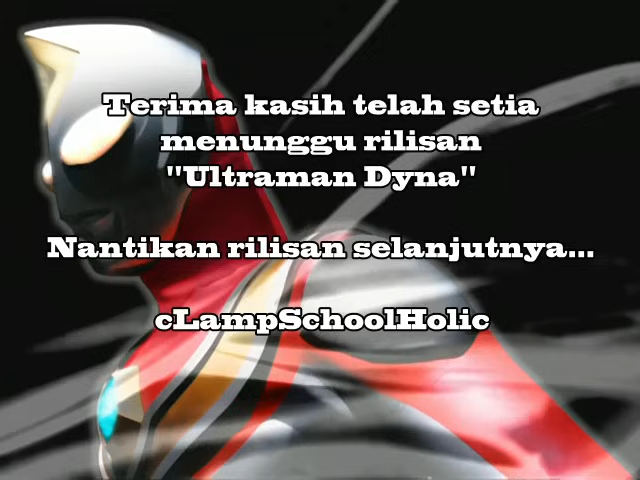 Terima kasih telah setia
menunggu rilisan
"Ultraman Dyna"
Nantikan rilisan selanjutnya...
cLampSchoolHolic